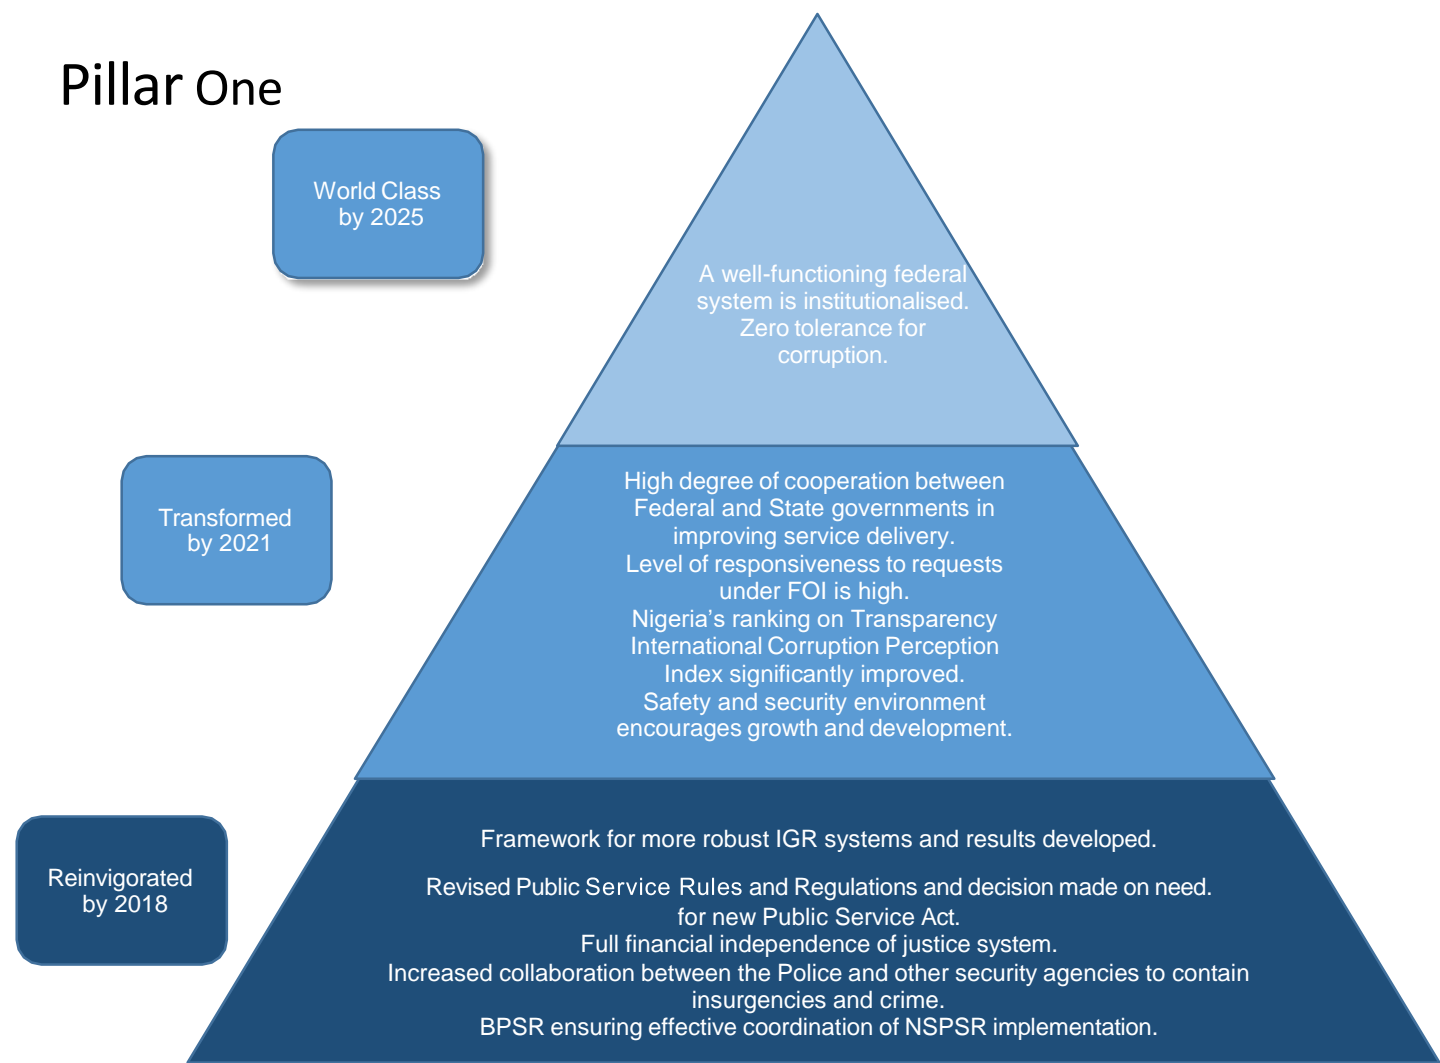 Pillar One
World Class
by 2025
A well-functioning federal
system is institutionalised.
Zero tolerance for
corruption.
Transformed
by 2021
High degree of cooperation between
Federal and State governments in
improving service delivery.
Level of responsiveness to requests
under FOI is high.
Nigeria’s ranking on Transparency
International Corruption Perception
Index significantly improved.
Safety and security environment
encourages growth and development.
Reinvigorated
by 2018
Framework for more robust IGR systems and results developed.
Revised Public Service Rules and Regulations and decision made on need.
for new Public Service Act.
Full financial independence of justice system.
Increased collaboration between the Police and other security agencies to contain
insurgencies and crime.
BPSR ensuring effective coordination of NSPSR implementation.